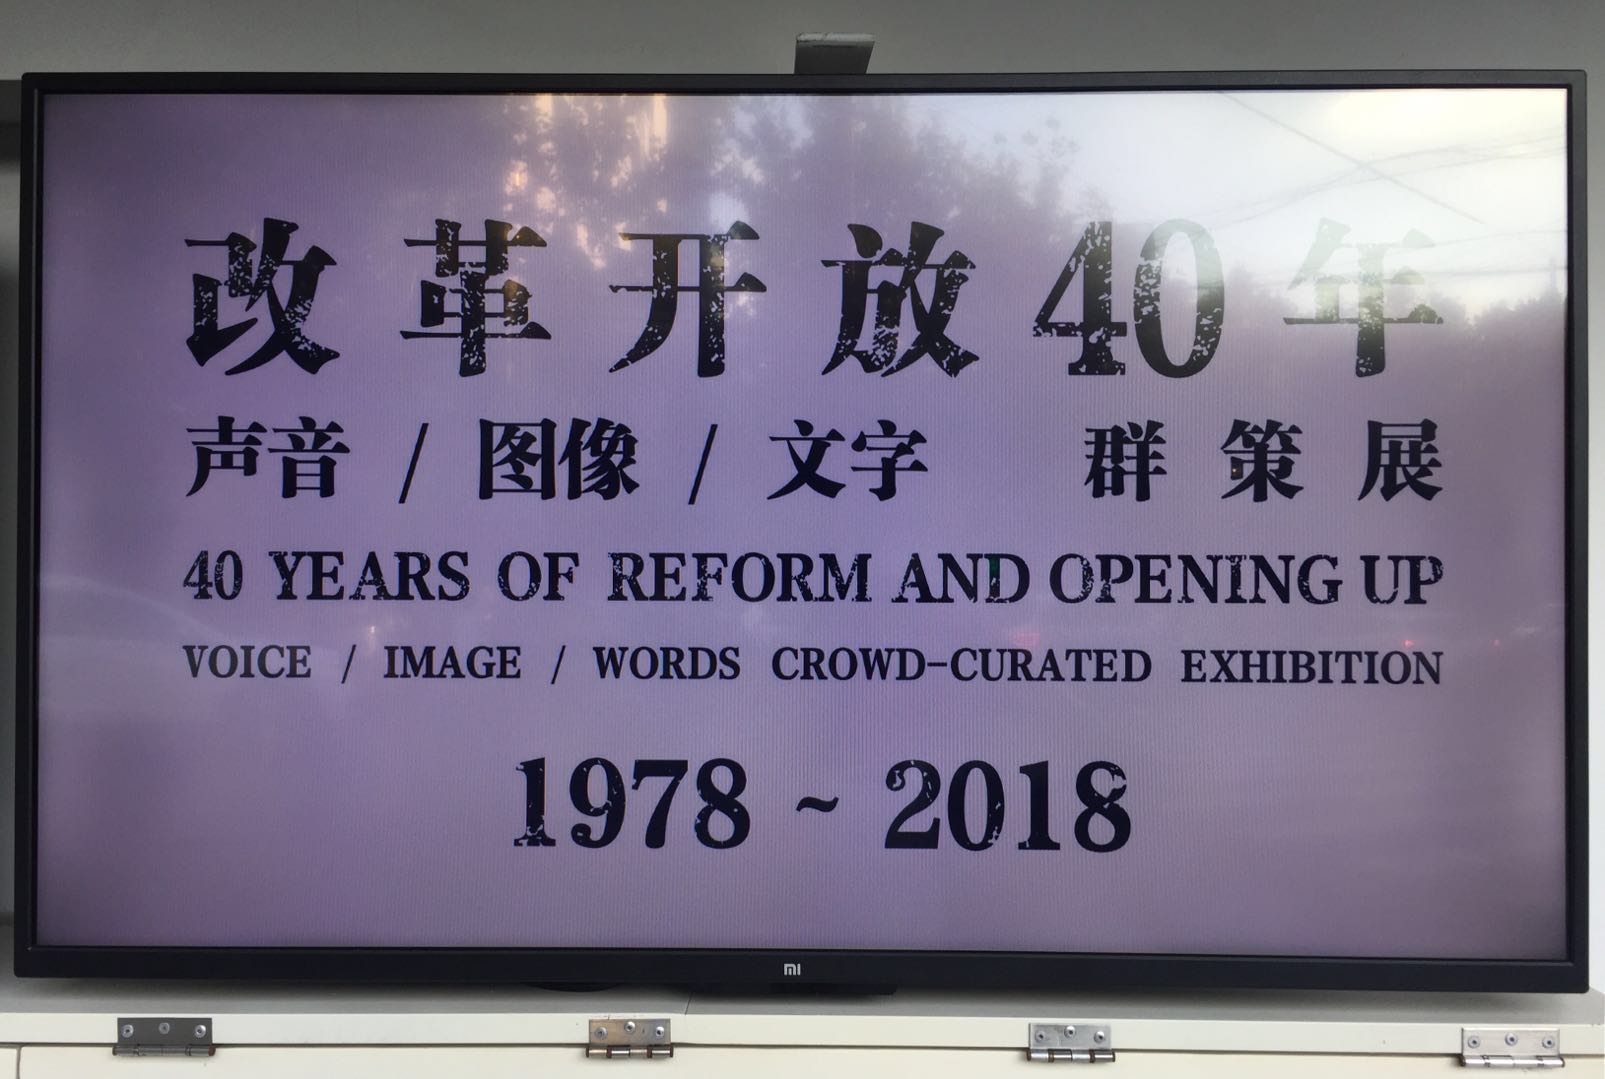 改革开放40年
声音 / 图像 / 文字 群策展
40 YEARS OF REFORM AND OPENING UP
VOICE / IMAGE / WORDS CROWD-CURATED EXHIBITION
1978 ~ 2018
mi